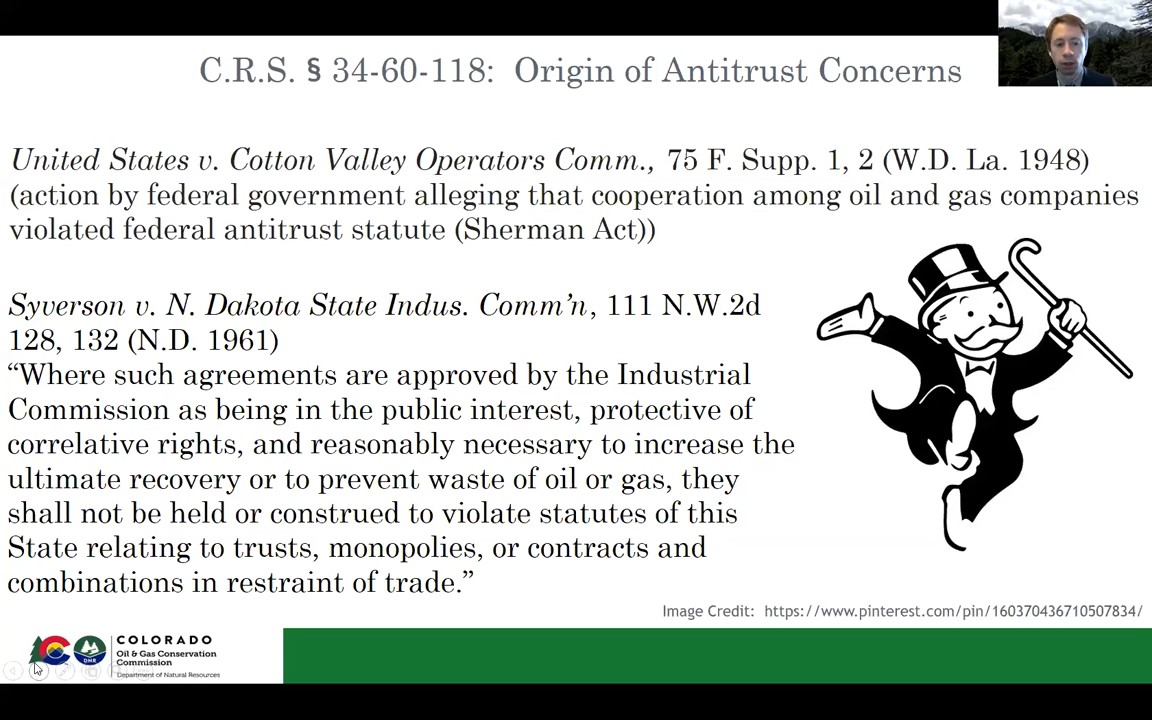 C.R.S. § 34-60-118: Origin of Antitrust Concerns
United States v. Cotton Valley Operators Comm., 75 F. Supp. 1, 2 (W.D. La. 1948)
(action by federal government alleging that cooperation among oil and gas companies
violated federal antitrust statute (Sherman Act))
Syverson v. N. Dakota State Indus. Comm’n, 111 N.W.2d
128, 132 (N.D. 1961)
“Where such agreements are approved by the Industrial
Commission as being in the public interest, protective of
correlative rights, and reasonably necessary to increase the
ultimate recovery or to prevent waste of oil or gas, they
shall not be held or construed to violate statutes of this
State relating to trusts, monopolies, or contracts and
combinations in restraint of trade.”
Image Credit: https://www.pinterest.com/pin/160370436710507834/
COLORADO
Oil & Gas Conservation
Commission
Department of Natural Resources
DNR